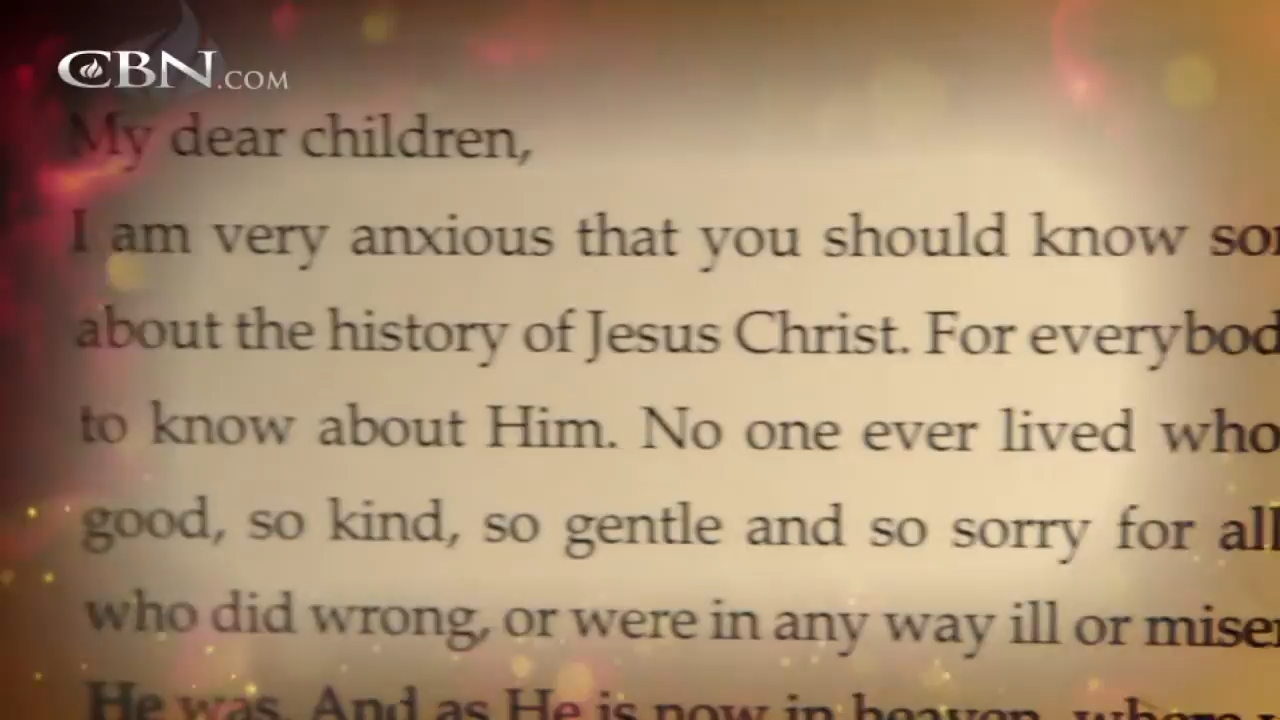 CBN.COM
My dear children,
I am very anxious that you should know
about the history of Jesus Christ. For
to know about Him. No one ever lived who
good, so kind, so gentle and so sorry for all
who did wrong, or were in any way ill or
He was. And as He is now in heaven,